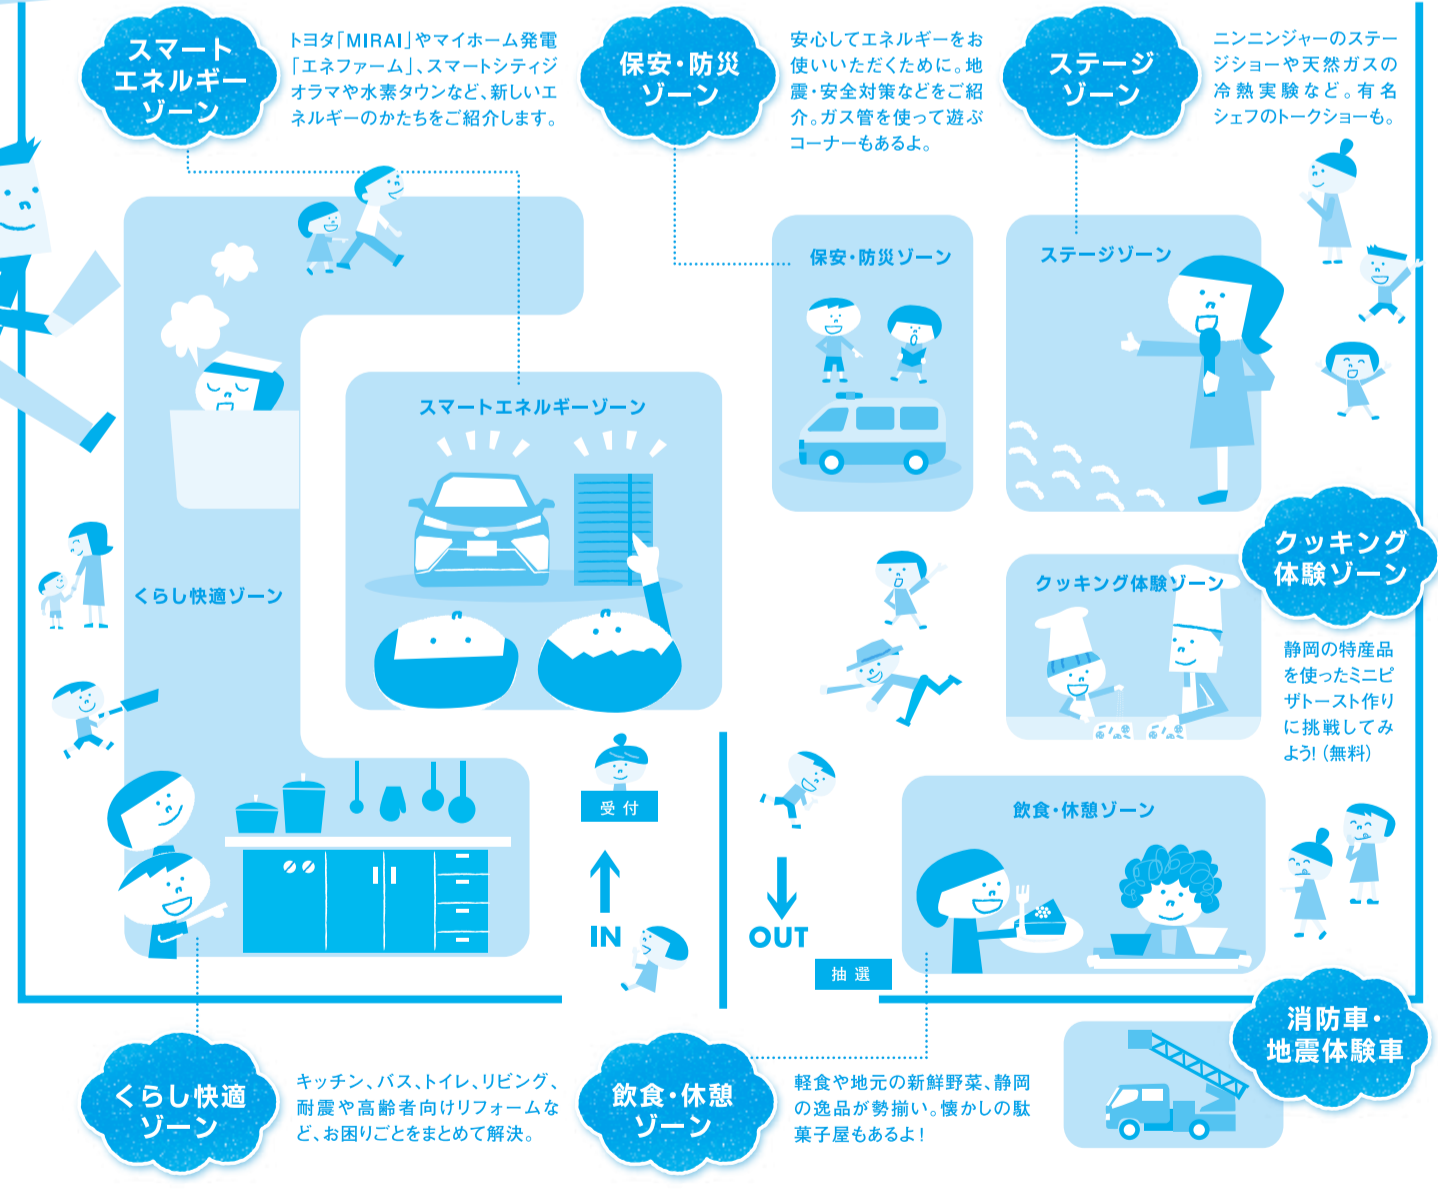 スマート
エネルギー
ゾーン
トヨタ「MIRAI」やマイホーム発電
「エネファーム」、スマートシティジ
オラマや水素タウンなど、新しいエ
ネルギーのかたちをご紹介します。
保安・防災
ゾーン
安心してエネルギーをお
使いいただくために。地
震・安全対策などをご紹
介。ガス管を使って遊ぶ
コーナーもあるよ。
ステージ
ゾーン
ニンニンジャーのステー
ジショーや天然ガスの
冷熱実験など。有名
シェフのトークショーも。
保安・防災ゾーン
ステージゾーン
スマートエネルギーゾーン
くらし快適ゾーン
クッキング体験ゾーン
クッキング
体験ゾーン
静岡の特産品
を使ったミニピ
ザトースト作り
に挑戦してみ
よう!(無料)
受付
飲食・休憩ゾーン
IN
OUT
抽選
消防車・
地震体験車
くらし快適
ゾーン
キッチン、バス、トイレ、リビング、
耐震や高齢者向けリフォームな
ど、お困りごとをまとめて解決。
飲食・休憩
ゾーン
軽食や地元の新鮮野菜、静岡
の逸品が勢揃い。懐かしの駄
菓子屋もあるよ!